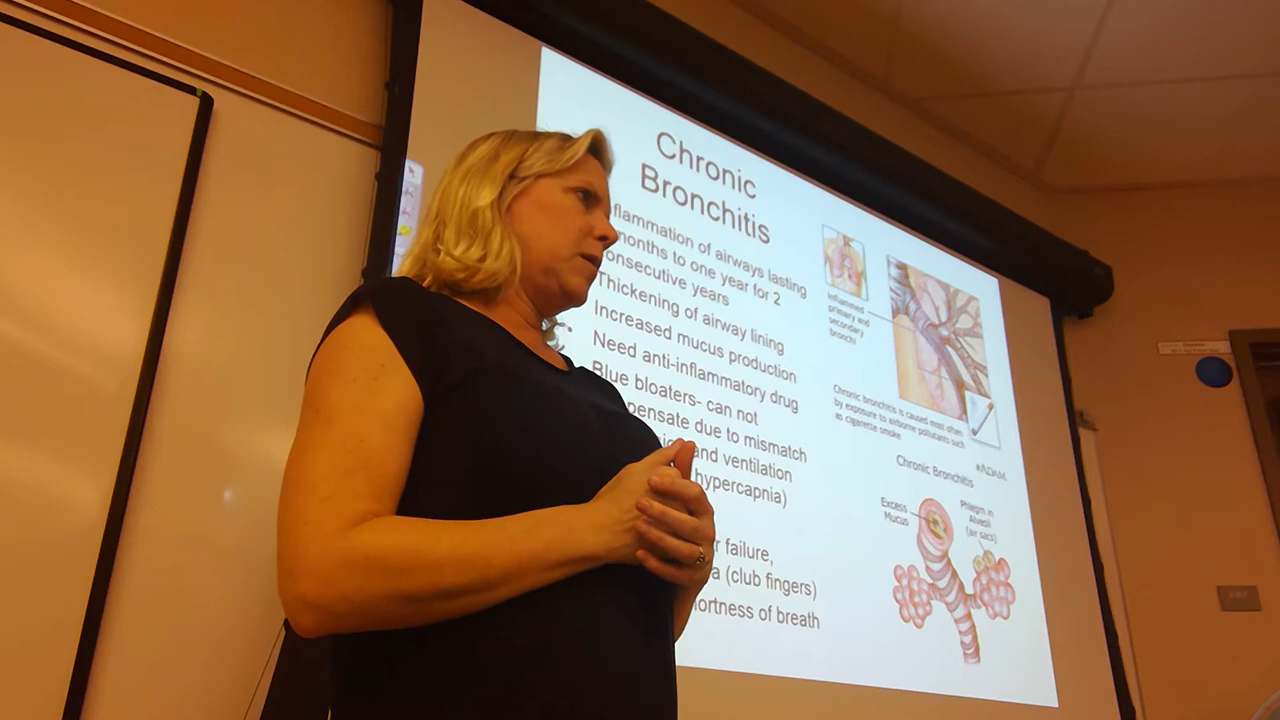 Chronic
Bronchitis
flammation of airways lasting
months to one year for 2
onsecutive years
Thickening of airway lining
Increased mucus production
Need anti-inflammatory drug
Blue bloaters- can not
pensate due to mismatch
and ventilation
hypercapnia)
r failure,
a (club fingers)
ortness of breath
Inflammed
primary and
secondary
bronchi
Chronic bronchitis is caused most often
by exposure to airborne pollutants such
as cigarette smoke
ADAM
Chronic Bronchitis
Excess
Mucus
Phlegm in
Alveoli
(air sacs)